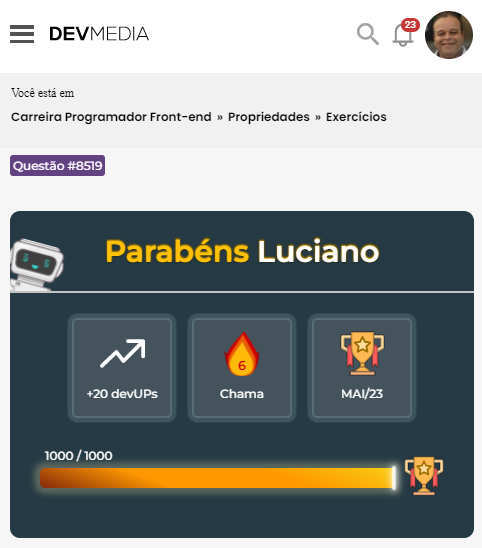 DEVMEDIA
23
Você está em
Carreira Programador Front-end » Propriedades » Exercícios
Questão #8519
Parabéns Luciano
6
+20 devUPs
Chama
MAI/23
1000 / 1000